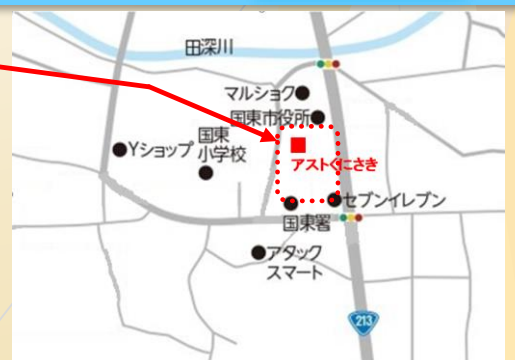 田深川
マルショク
国東市役所
国東
小学校
Yショップ
アストくにさき
セブンイレブン
国東署
アタック
スマート
213